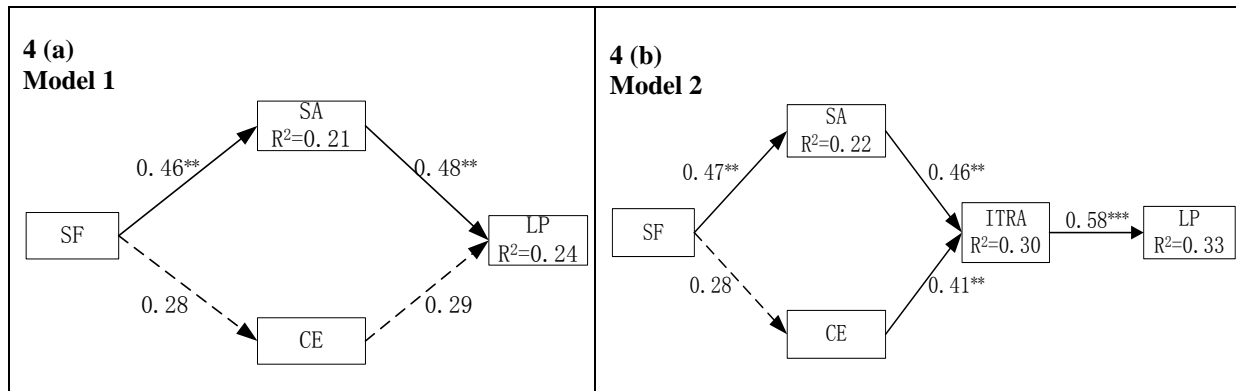 4 (a)
Model 1
SA
R²=0.21
0.46**
0.48**
SF
LP
R²=0.24
0.28
0.29
CE
4 (b)
Model 2
SA
R²=0.22
0.47**
0.46**
SF
ITRA
R²=0.30
0.58***
LP
R²=0.33
0.28
0.41**
CE